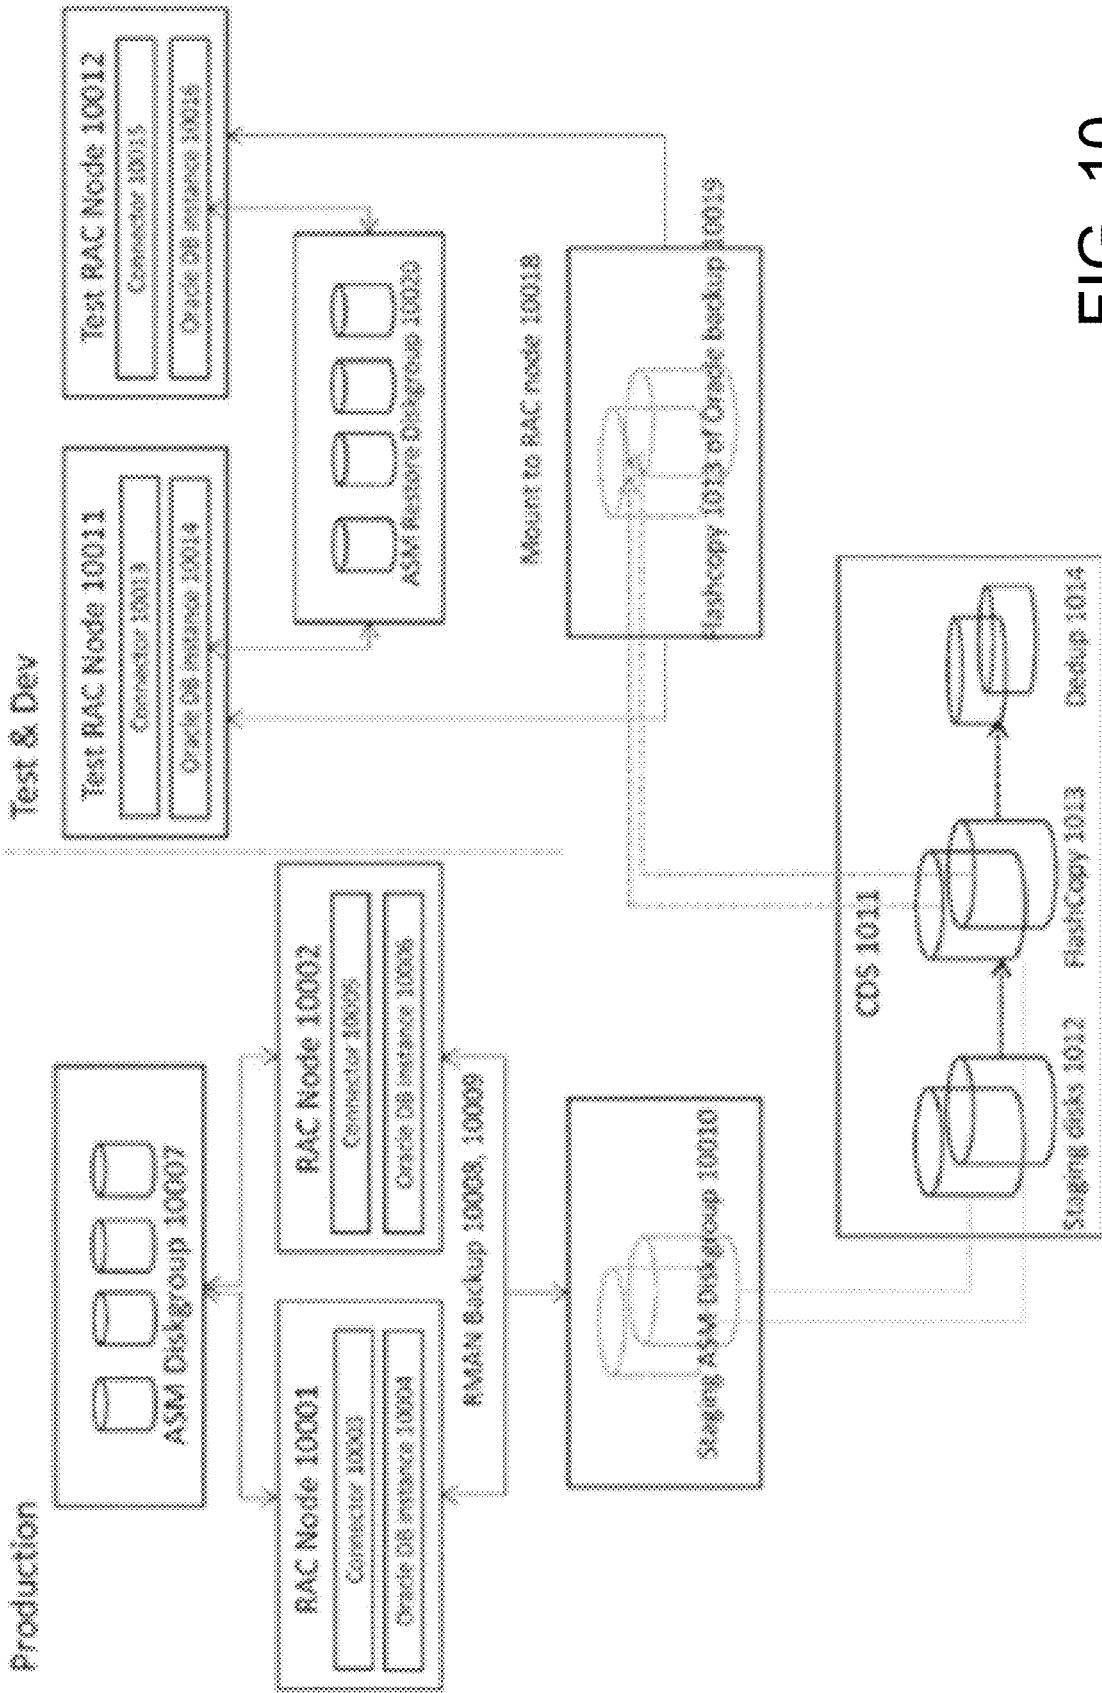 Production
ASM Diskgroup 10007
RAC Node 10001
Connector 10003
Oracle DB instance 10004
RAC Node 10002
Connector 10005
Oracle DB instance 10006
RMAN Backup 10008, 10009
Staging ASM Diskgroup 10010
Test & Dev
Test RAC Node 10011
Connector 10013
Oracle DB instance 10014
Test RAC Node 10012
Connector 10015
Oracle DB instance 10016
ASM Restore Diskgroup
Mount to RAC node 10018
Flashcopy 1013 of Oracle backup 10019
CDS 1011
Staging disks 1012
FlashCopy 1013
Dedup 1014
FIG. 10